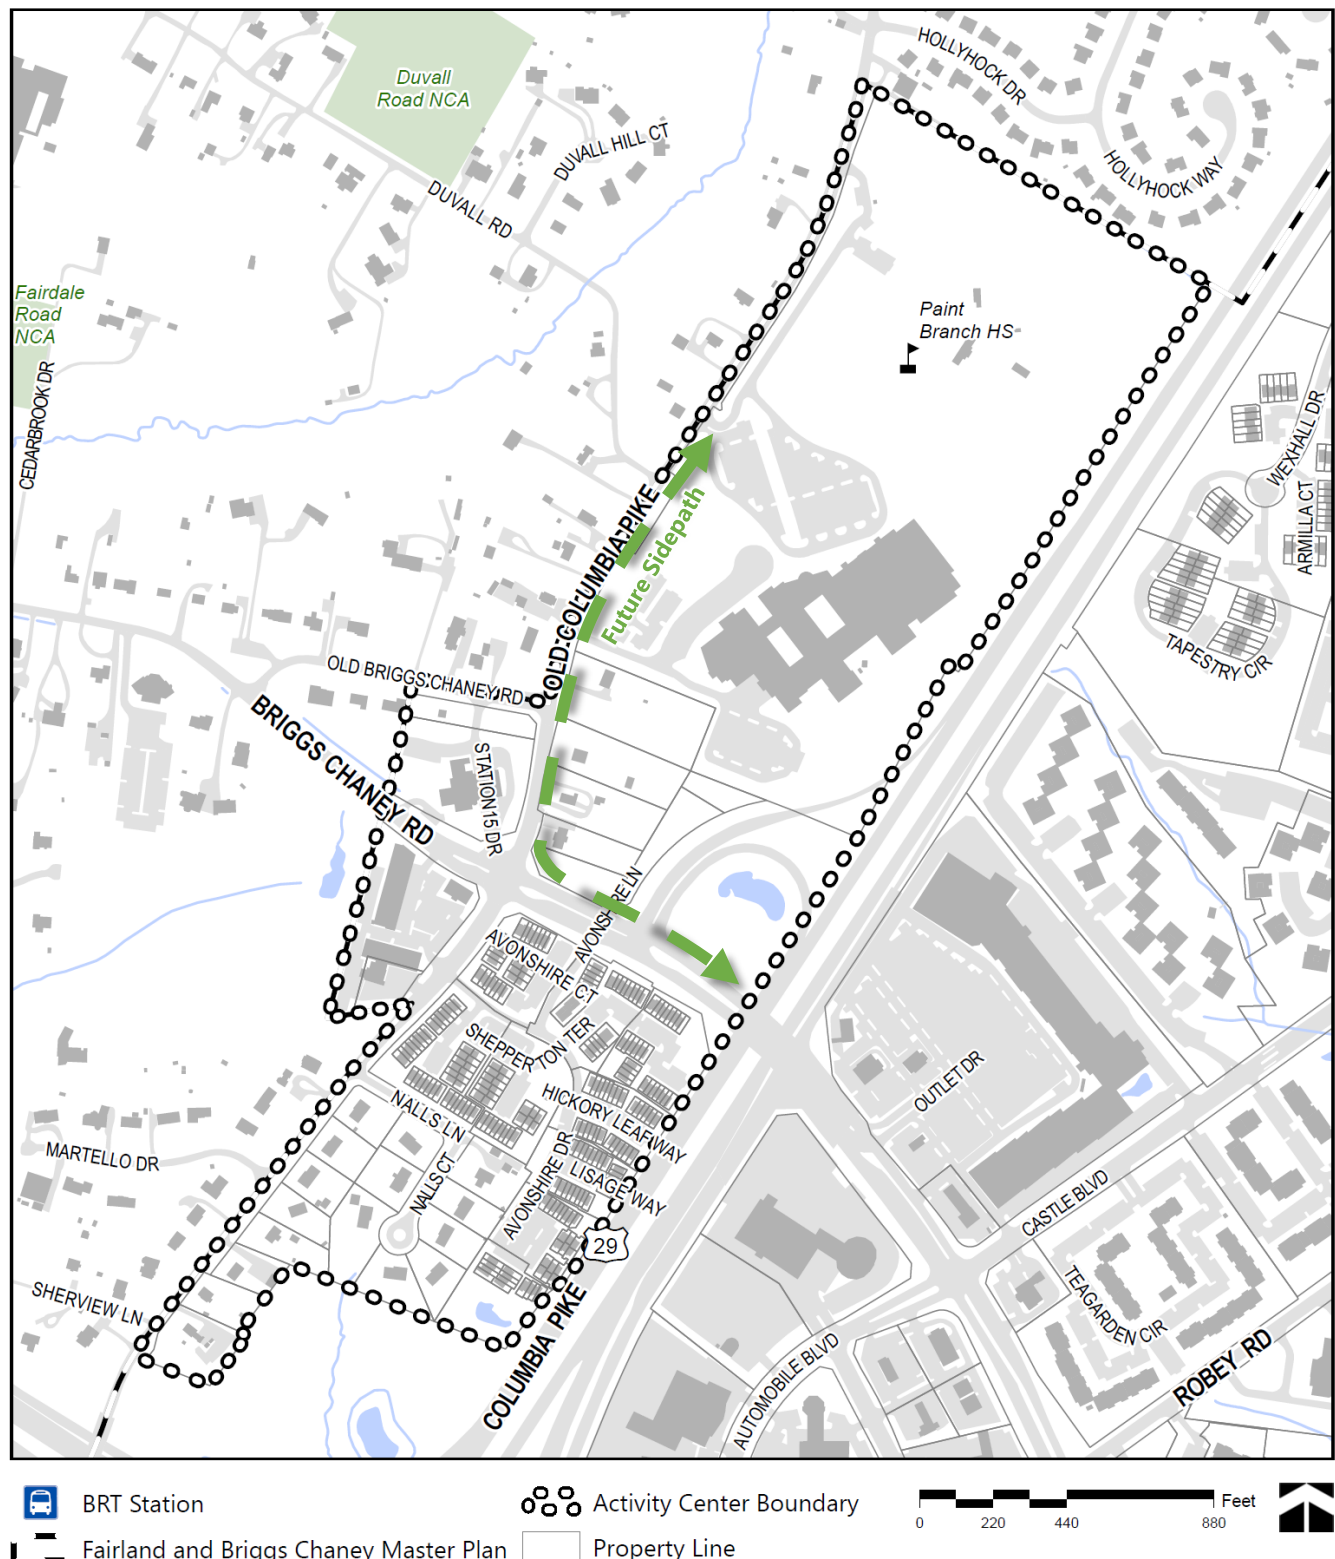 HOLLYHOCK DR
Duvall
Road NCA
DUVALL HILL CT
HOLLYHOCK WAY
DUVALL RD
Fairdale
Road
NCA
Paint
Branch HS
CEDARBROOK DR
WEXHALL DR
ARMILLA CT
OLD COLUMBIA PIKE
Future Sidepath
TAPESTRY CIR
OLD BRIGGS CHANEY RD
BRIGGS CHANEY RD
STATION 15 DR
AVONSHIRE LN
AVONSHIRE CT
SHEPPERTON TER
OUTLET DR
HICKORY LEAF WAY
NALLS LN
MARTELLO DR
NALLS CT
AVONSHIRE DR
LISAGE WAY
CASTLE BLVD
29
SHERVIEW LN
TEAGARDEN CIR
COLUMBIA PIKE
AUTOMOBILE BLVD
ROBEY RD
BRT Station
Activity Center Boundary
Feet
0 220 440 880
Fairland and Briggs Chaney Master Plan
Property Line